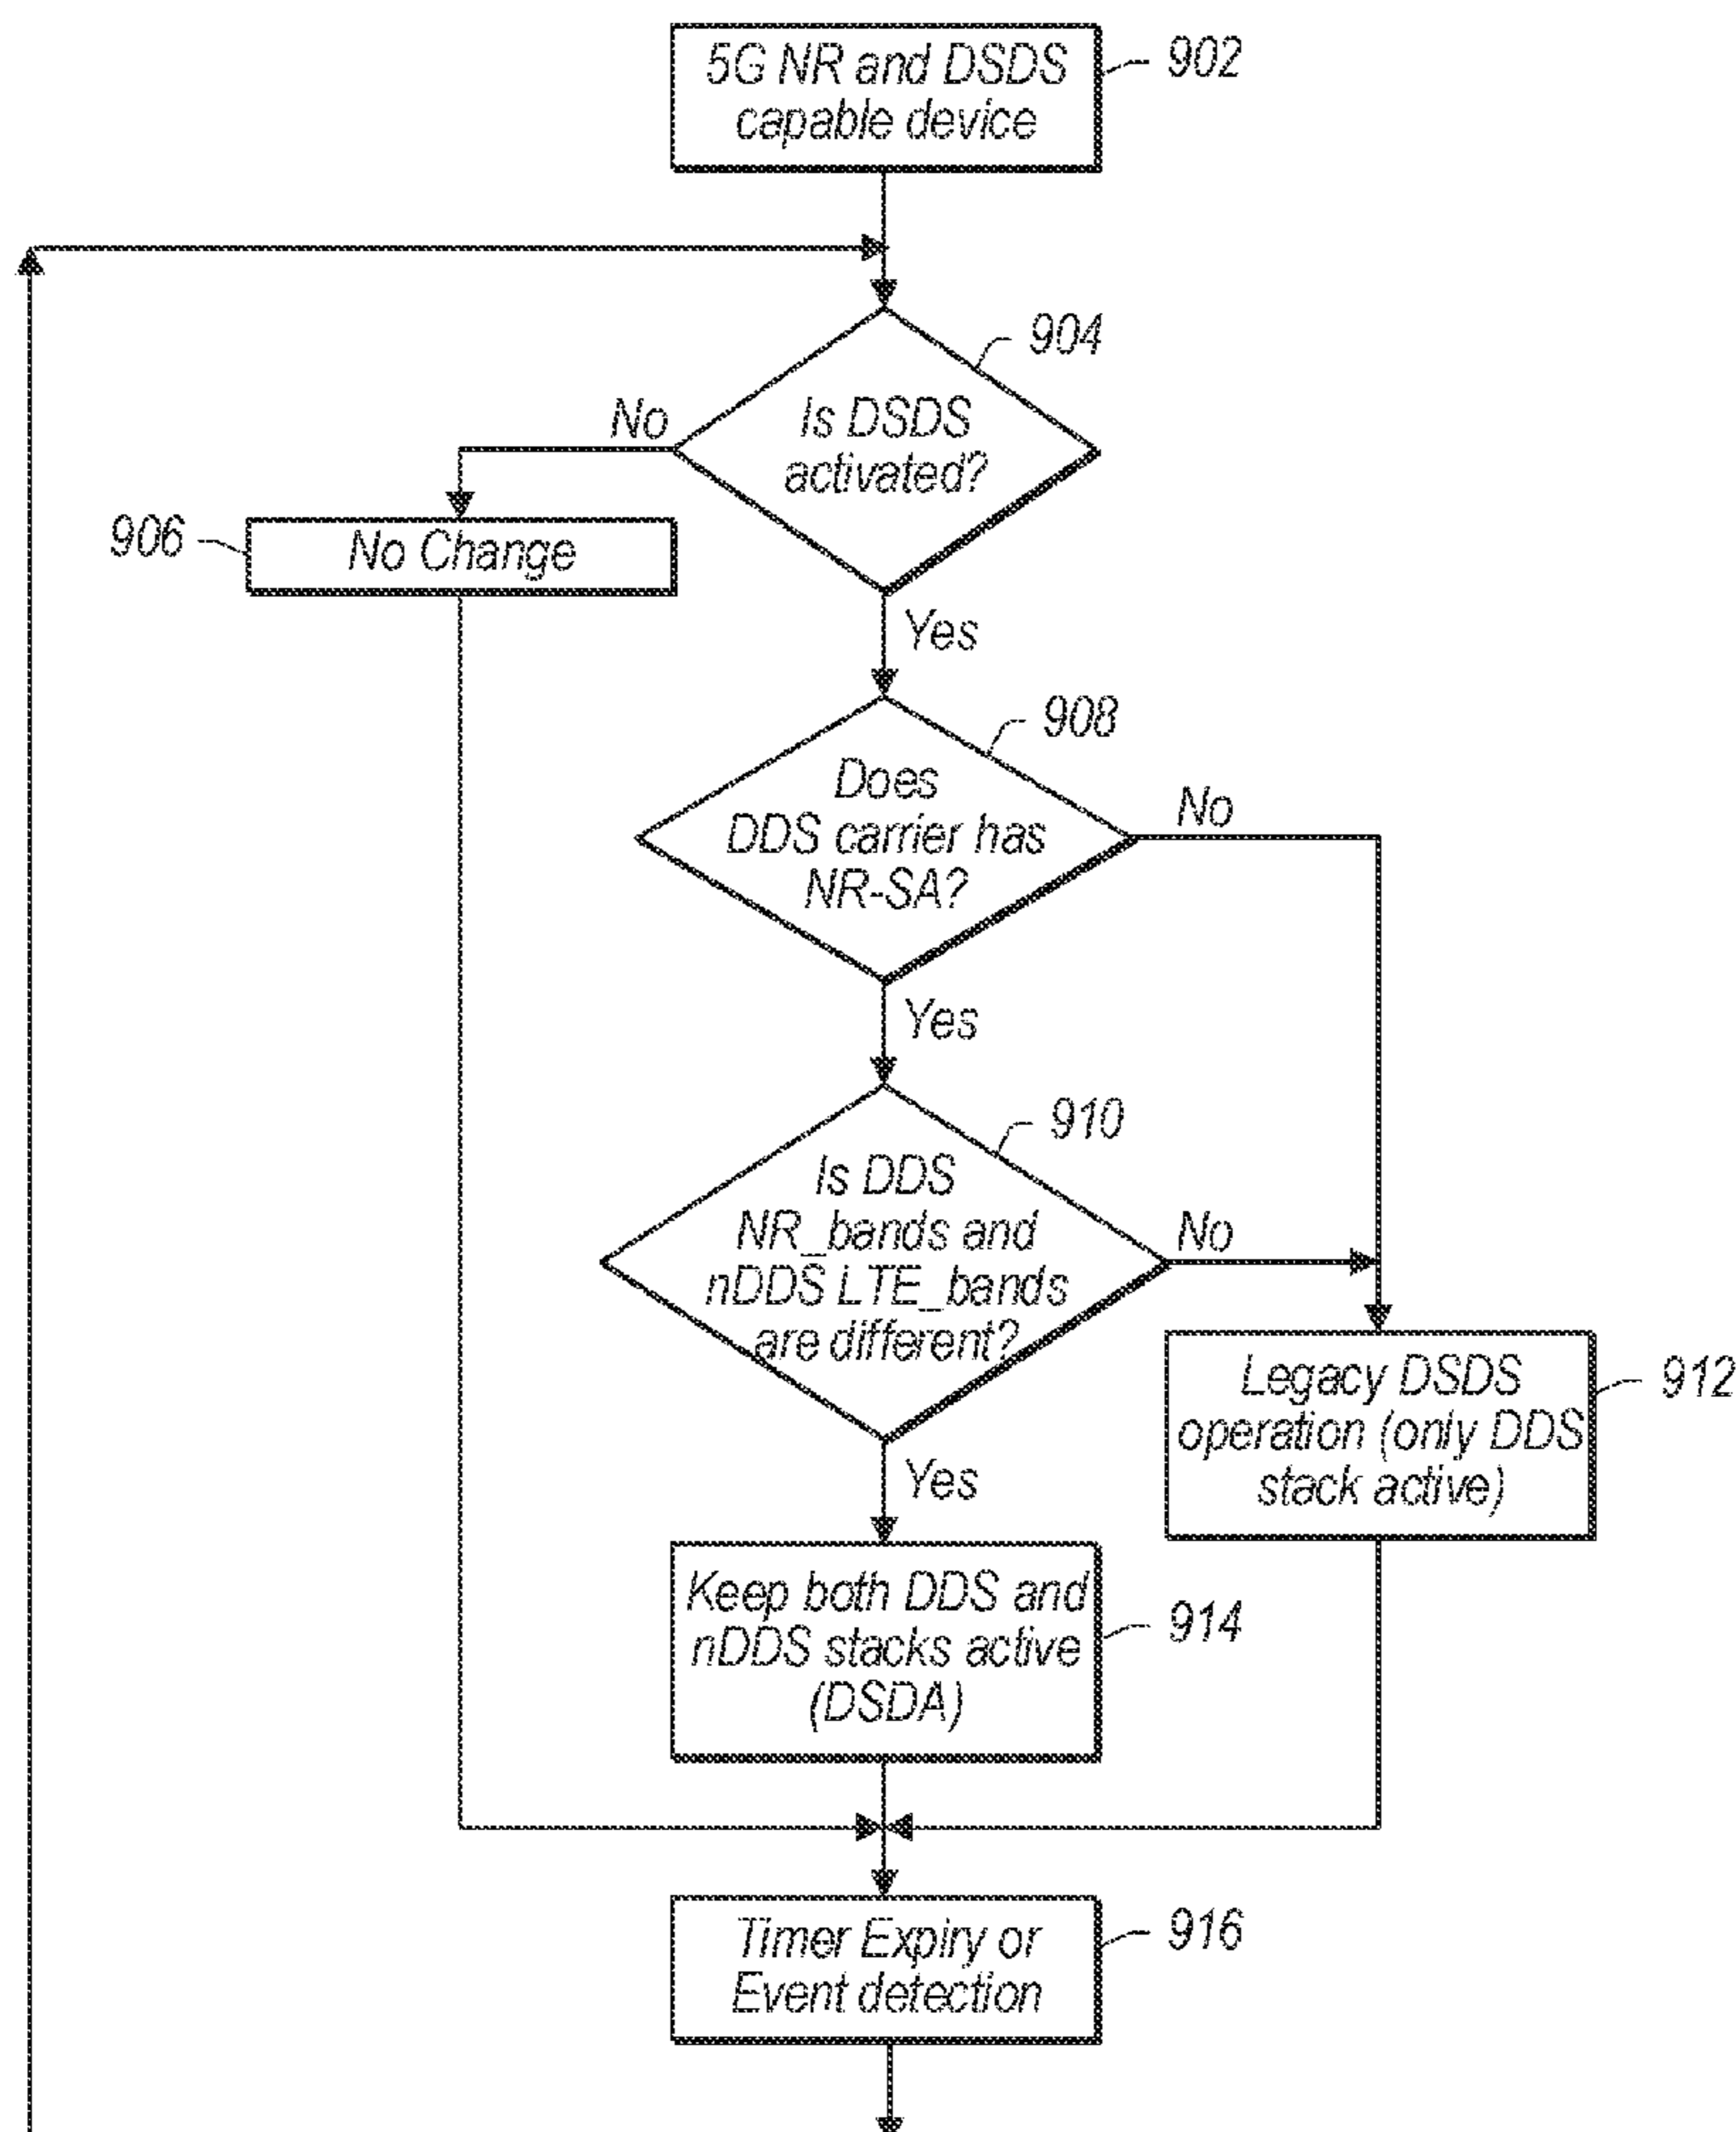 5G NR and DSDS
capable device
902
904
Is DSDS
activated?
No
906
No Change
Yes
908
Does
DDS carrier has
NR-SA?
No
Yes
910
Is DDS
NR_bands and
nDDS LTE_bands
are different?
No
Legacy DSDS
operation (only DDS
stack active)
912
Yes
Keep both DDS and
nDDS stacks active
(DSDA)
914
Timer Expiry or
Event detection
916